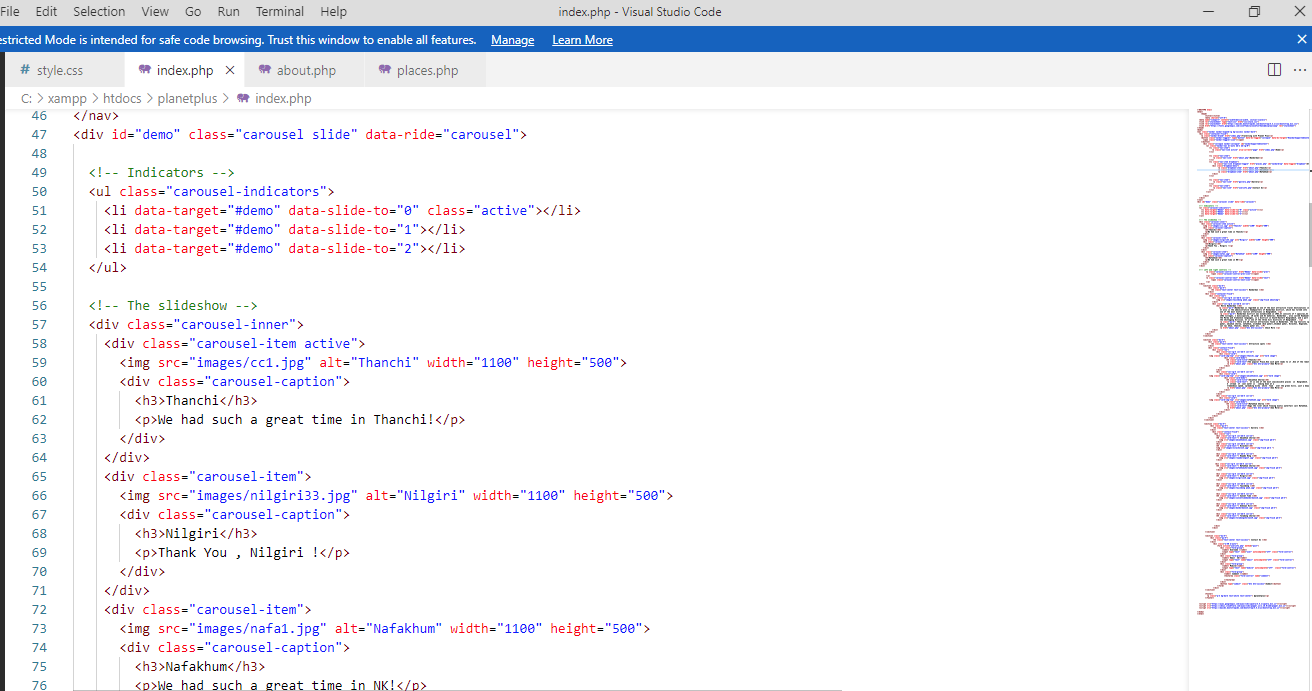 File Edit Selection View Go Run Terminal Help index.php - Visual Studio Code
estricted Mode is intended for safe code browsing. Trust this window to enable all features. Manage Learn More
# style.css index.php about.php places.php
C: > xampp > htdocs > planetplus > index.php
46 </nav>
47 <div id="demo" class="carousel slide" data-ride="carousel">
48
49 <!-- Indicators -->
50 <ul class="carousel-indicators">
51 <li data-target="#demo" data-slide-to="0" class="active"></li>
52 <li data-target="#demo" data-slide-to="1"></li>
53 <li data-target="#demo" data-slide-to="2"></li>
54 </ul>
55
56 <!-- The slideshow -->
57 <div class="carousel-inner">
58 <div class="carousel-item active">
59 <img src="images/cc1.jpg" alt="Thanchi" width="1100" height="500">
60 <div class="carousel-caption">
61 <h3>Thanchi</h3>
62 <p>We had such a great time in Thanchi!</p>
63 </div>
64 </div>
65 <div class="carousel-item">
66 <img src="images/nilgiri33.jpg" alt="Nilgiri" width="1100" height="500">
67 <div class="carousel-caption">
68 <h3>Nilgiri</h3>
69 <p>Thank You , Nilgiri !</p>
70 </div>
71 </div>
72 <div class="carousel-item">
73 <img src="images/nafa1.jpg" alt="Nafakhum" width="1100" height="500">
74 <div class="carousel-caption">
75 <h3>Nafakhum</h3>
76 <p>We had such a great time in NK!</p>